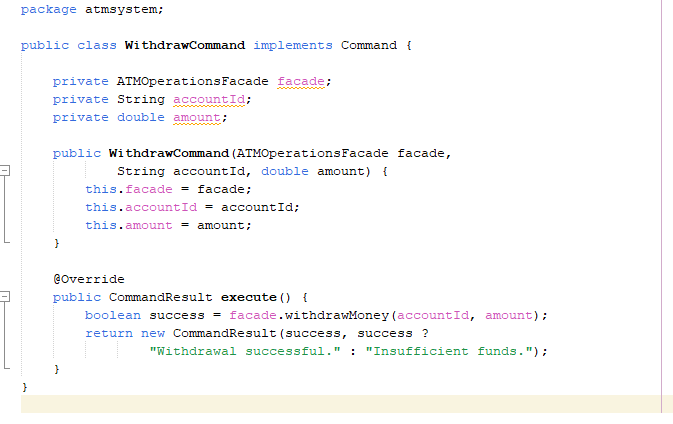 package atmsystem;
public class WithdrawCommand implements Command {
private ATMOperationsFacade facade;
private String accountId;
private double amount;
public WithdrawCommand(ATMOperationsFacade facade,
String accountId, double amount) {
this.facade = facade;
this.accountId = accountId;
this.amount = amount;
}
@Override
public CommandResult execute() {
boolean success = facade.withdrawMoney(accountId, amount);
return new CommandResult(success, success ?
"Withdrawal successful." : "Insufficient funds.");
}
}